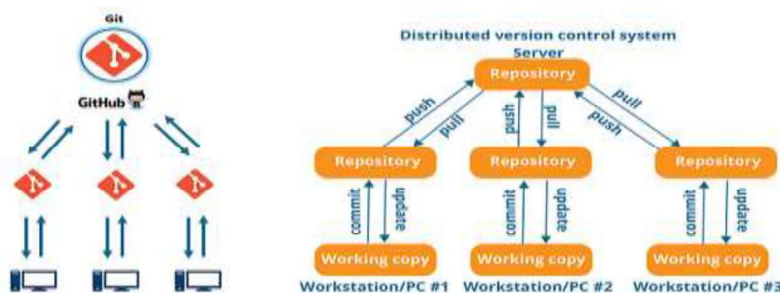 Git
GitHub
Distributed version control system
Server
Repository
push
pull
push
pull
push
pull
Repository
Repository
Repository
commit
update
commit
update
commit
update
Working copy
Working copy
Working copy
Workstation/PC #1
Workstation/PC #2
Workstation/PC #3